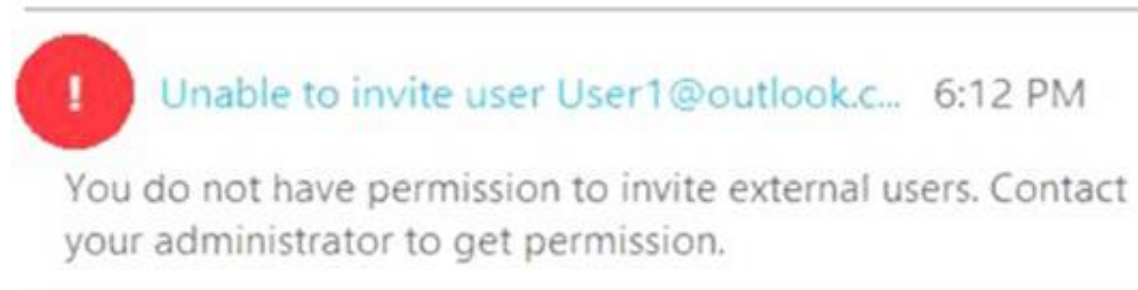 ! Unable to invite user User1@outlook.c... 6:12 PM
You do not have permission to invite external users. Contact
your administrator to get permission.